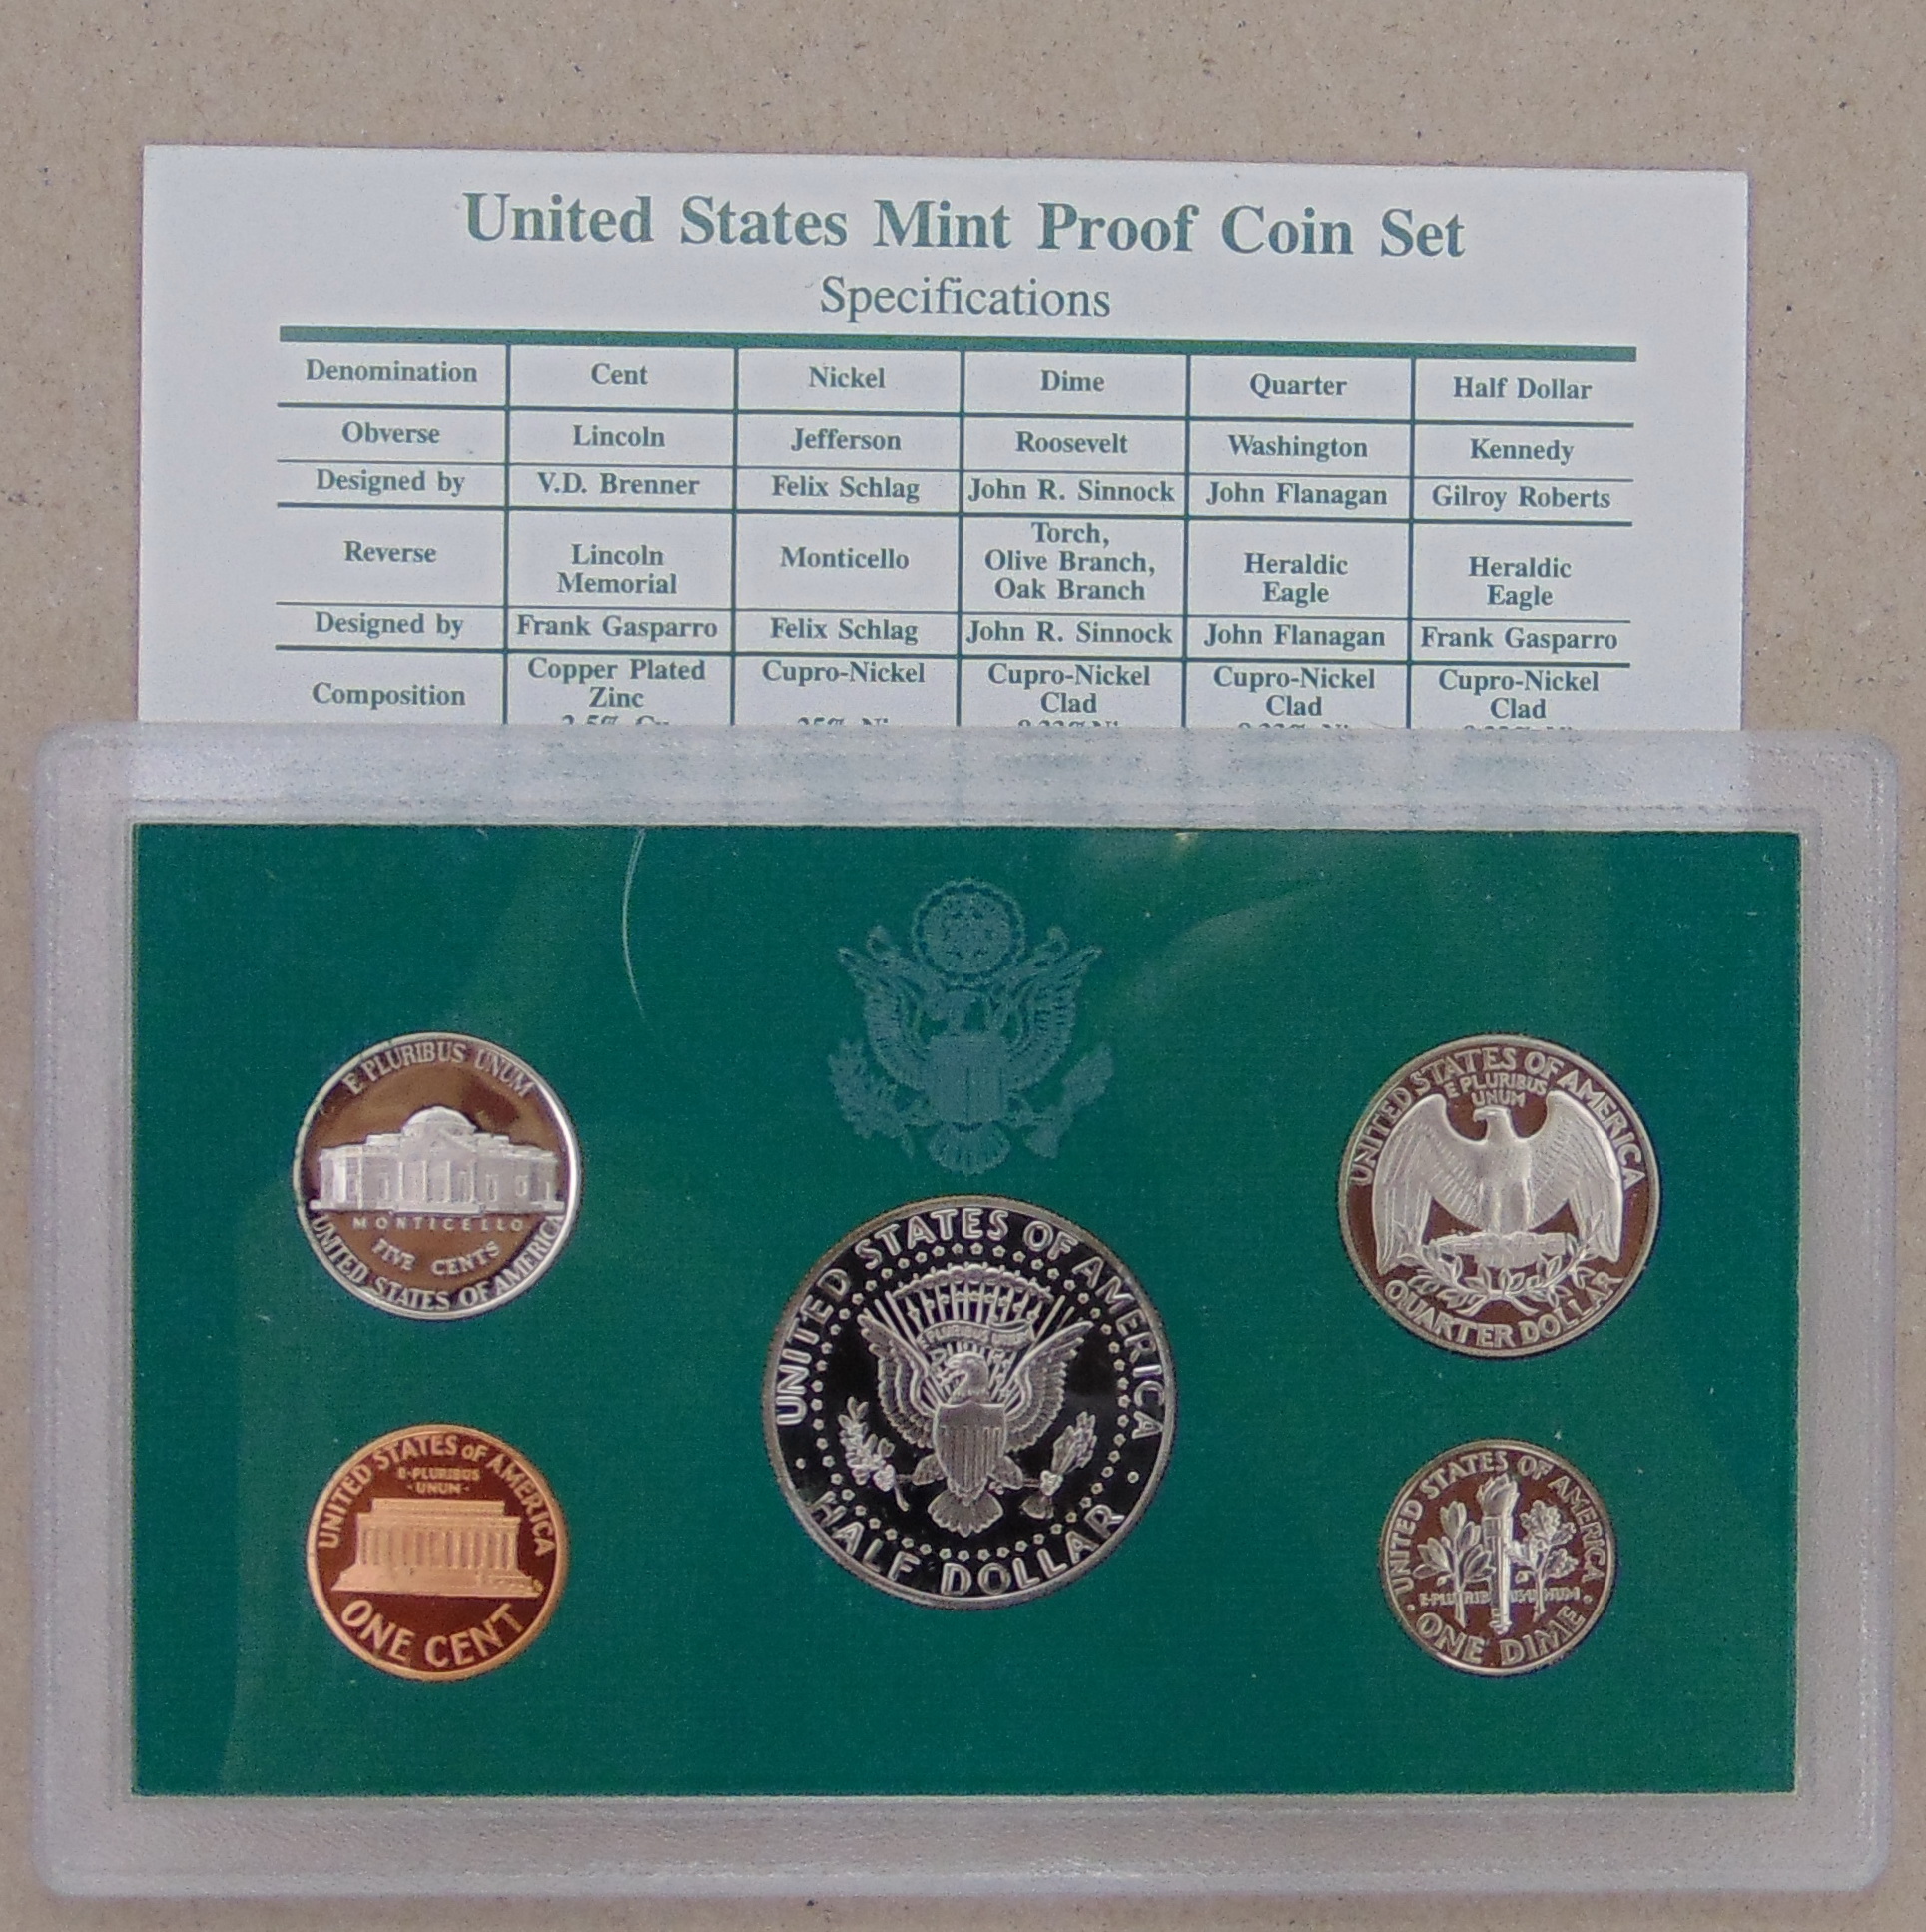 United States Mint Proof Coin Set
Specifications
Denomination Cent Nickel Dime Quarter Half Dollar
Obverse Lincoln Jefferson Roosevelt Washington Kennedy
Designed by V.D. Brenner Felix Schlag John R. Sinnock John Flanagan Gilroy Roberts
Reverse Lincoln Memorial Monticello Torch, Olive Branch, Oak Branch Heraldic Eagle Heraldic Eagle
Designed by Frank Gasparro Felix Schlag John R. Sinnock John Flanagan Frank Gasparro
Composition Copper Plated Zinc Cupro-Nickel Cupro-Nickel Clad Cupro-Nickel Clad Cupro-Nickel Clad
E PLURIBUS UNUM
MONTICELLO
FIVE CENTS
UNITED STATES OF AMERICA
UNITED STATES OF AMERICA
E PLURIBUS
UNUM
QUARTER DOLLAR
UNITED STATES OF AMERICA
E PLURIBUS UNUM
HALF DOLLAR
UNITED STATES OF AMERICA
E·PLURIBUS
·UNUM·
ONE CENT
UNITED STATES OF AMERICA
E·PLURIBUS UNUM
ONE DIME